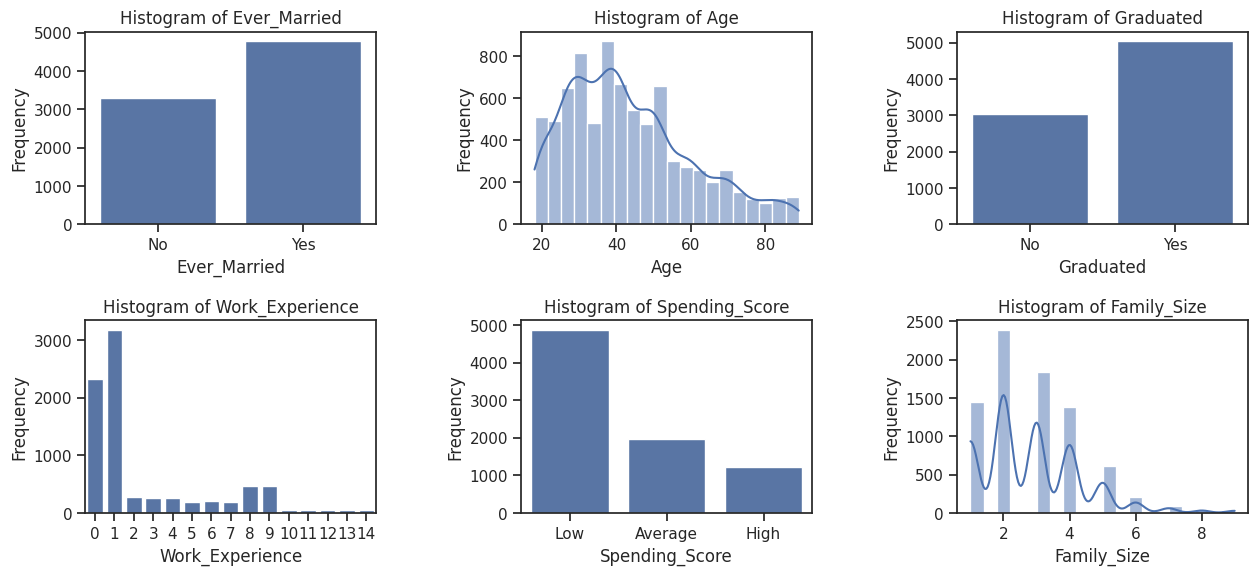 Histogram of Ever_Married
Frequency
5000
4000
3000
2000
1000
0
No Yes
Ever_Married
Histogram of Age
Frequency
800
600
400
200
0
20 40 60 80
Age
Histogram of Graduated
Frequency
5000
4000
3000
2000
1000
0
No Yes
Graduated
Histogram of Work_Experience
Frequency
3000
2000
1000
0
0 1 2 3 4 5 6 7 8 9 10 11 12 13 14
Work_Experience
Histogram of Spending_Score
Frequency
5000
4000
3000
2000
1000
0
Low Average High
Spending_Score
Histogram of Family_Size
Frequency
2500
2000
1500
1000
500
0
2 4 6 8
Family_Size